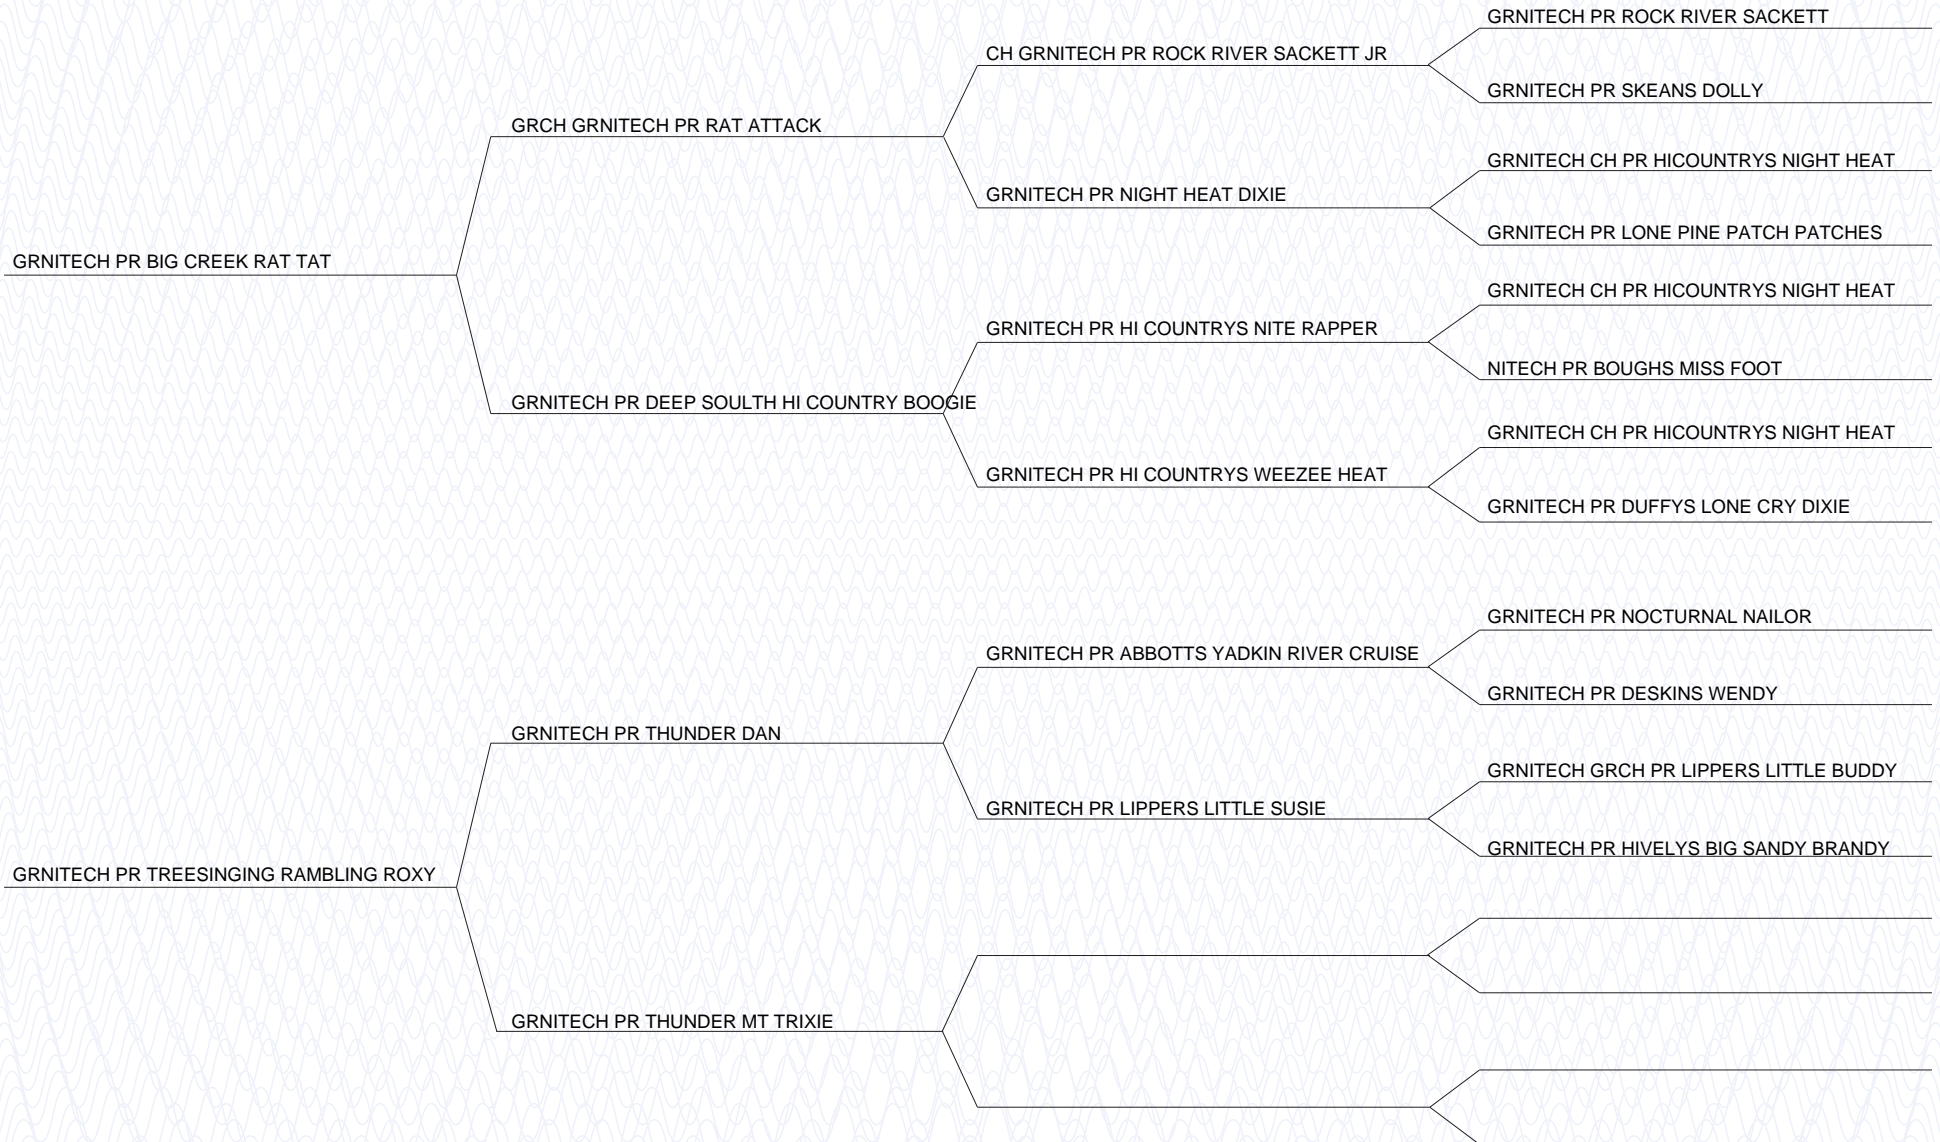 GRNITECH PR ROCK RIVER SACKETT
CH GRNITECH PR ROCK RIVER SACKETT JR
GRNITECH PR SKEANS DOLLY
GRCH GRNITECH PR RAT ATTACK
GRNITECH CH PR HICOUNTRYS NIGHT HEAT
GRNITECH PR NIGHT HEAT DIXIE
GRNITECH PR LONE PINE PATCH PATCHES
GRNITECH PR BIG CREEK RAT TAT
GRNITECH CH PR HICOUNTRYS NIGHT HEAT
GRNITECH PR HI COUNTRYS NITE RAPPER
NITECH PR BOUGHS MISS FOOT
GRNITECH PR DEEP SOULTH HI COUNTRY BOOGIE
GRNITECH CH PR HICOUNTRYS NIGHT HEAT
GRNITECH PR HI COUNTRYS WEEZEE HEAT
GRNITECH PR DUFFYS LONE CRY DIXIE
GRNITECH PR NOCTURNAL NAILOR
GRNITECH PR ABBOTTS YADKIN RIVER CRUISE
GRNITECH PR DESKINS WENDY
GRNITECH PR THUNDER DAN
GRNITECH GRCH PR LIPPERS LITTLE BUDDY
GRNITECH PR LIPPERS LITTLE SUSIE
GRNITECH PR HIVELYS BIG SANDY BRANDY
GRNITECH PR TREESINGING RAMBLING ROXY
GRNITECH PR THUNDER MT TRIXIE